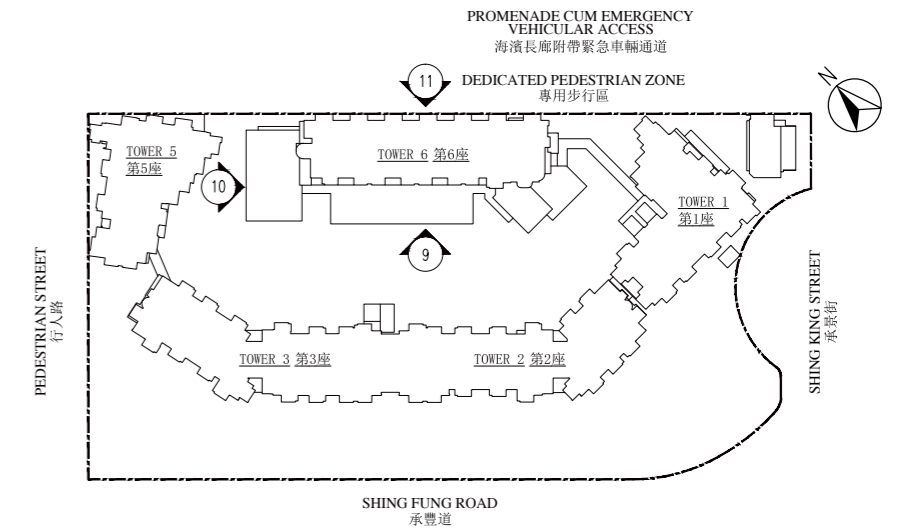 PROMENADE CUM EMERGENCY
VEHICULAR ACCESS
海濱長廊附帶緊急車輛通道
11
DEDICATED PEDESTRIAN ZONE
專用步行區
N
TOWER 5
第5座
TOWER 6 第6座
10
TOWER 1
第1座
9
PEDESTRIAN STREET
行人路
SHING KING STREET
承景街
TOWER 3 第3座
TOWER 2 第2座
SHING FUNG ROAD
承豐道